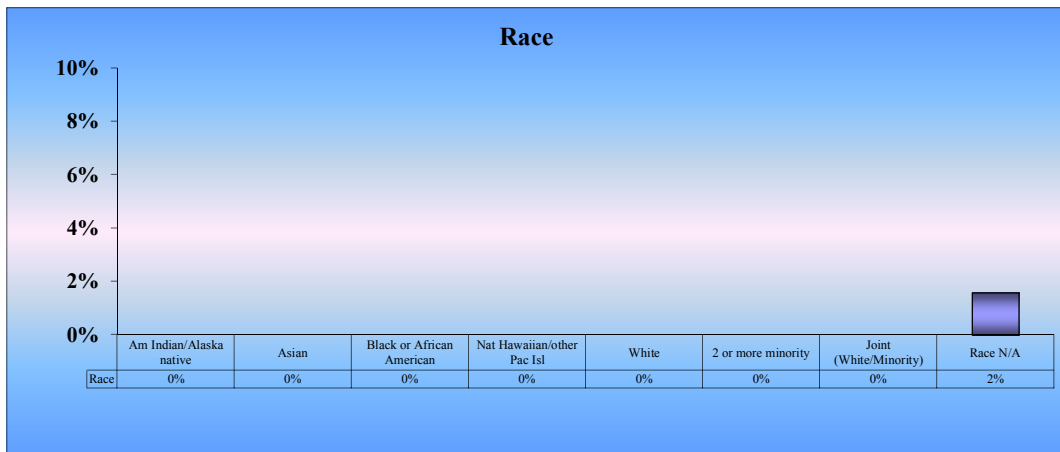 Race
10%
8%
6%
4%
2%
0%
Am Indian/Alaska native
Asian
Black or African American
Nat Hawaiian/other Pac Isl
White
2 or more minority
Joint (White/Minority)
Race N/A
Race 0% 0% 0% 0% 0% 0% 0% 2%